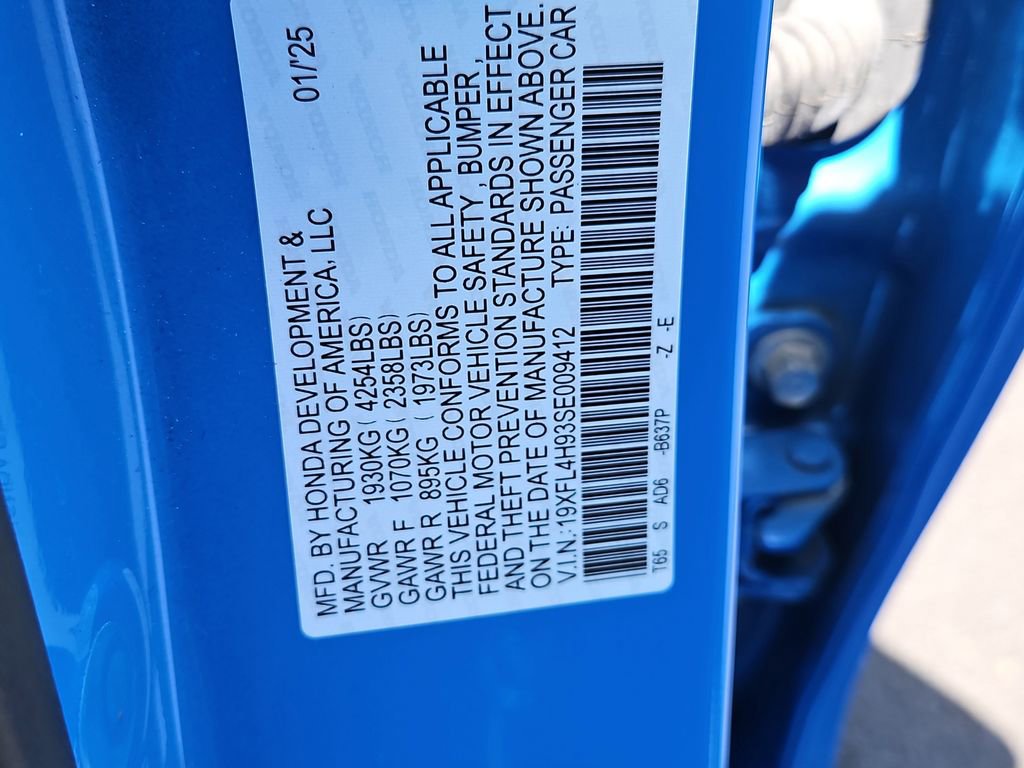 MFD. BY HONDA DEVELOPMENT & 01/'25
MANUFACTURING OF AMERICA, LLC
GVWR 1930KG ( 4254LBS)
GAWR F 1070KG ( 2358LBS)
GAWR R 895KG ( 1973LBS)
THIS VEHICLE CONFORMS TO ALL APPLICABLE
FEDERAL MOTOR VEHICLE SAFETY, BUMPER,
AND THEFT PREVENTION STANDARDS IN EFFECT
ON THE DATE OF MANUFACTURE SHOWN ABOVE.
V.I.N.:19XFL4H93SE009412 TYPE: PASSENGER CAR
T65 S AD6 -B637P -Z -E